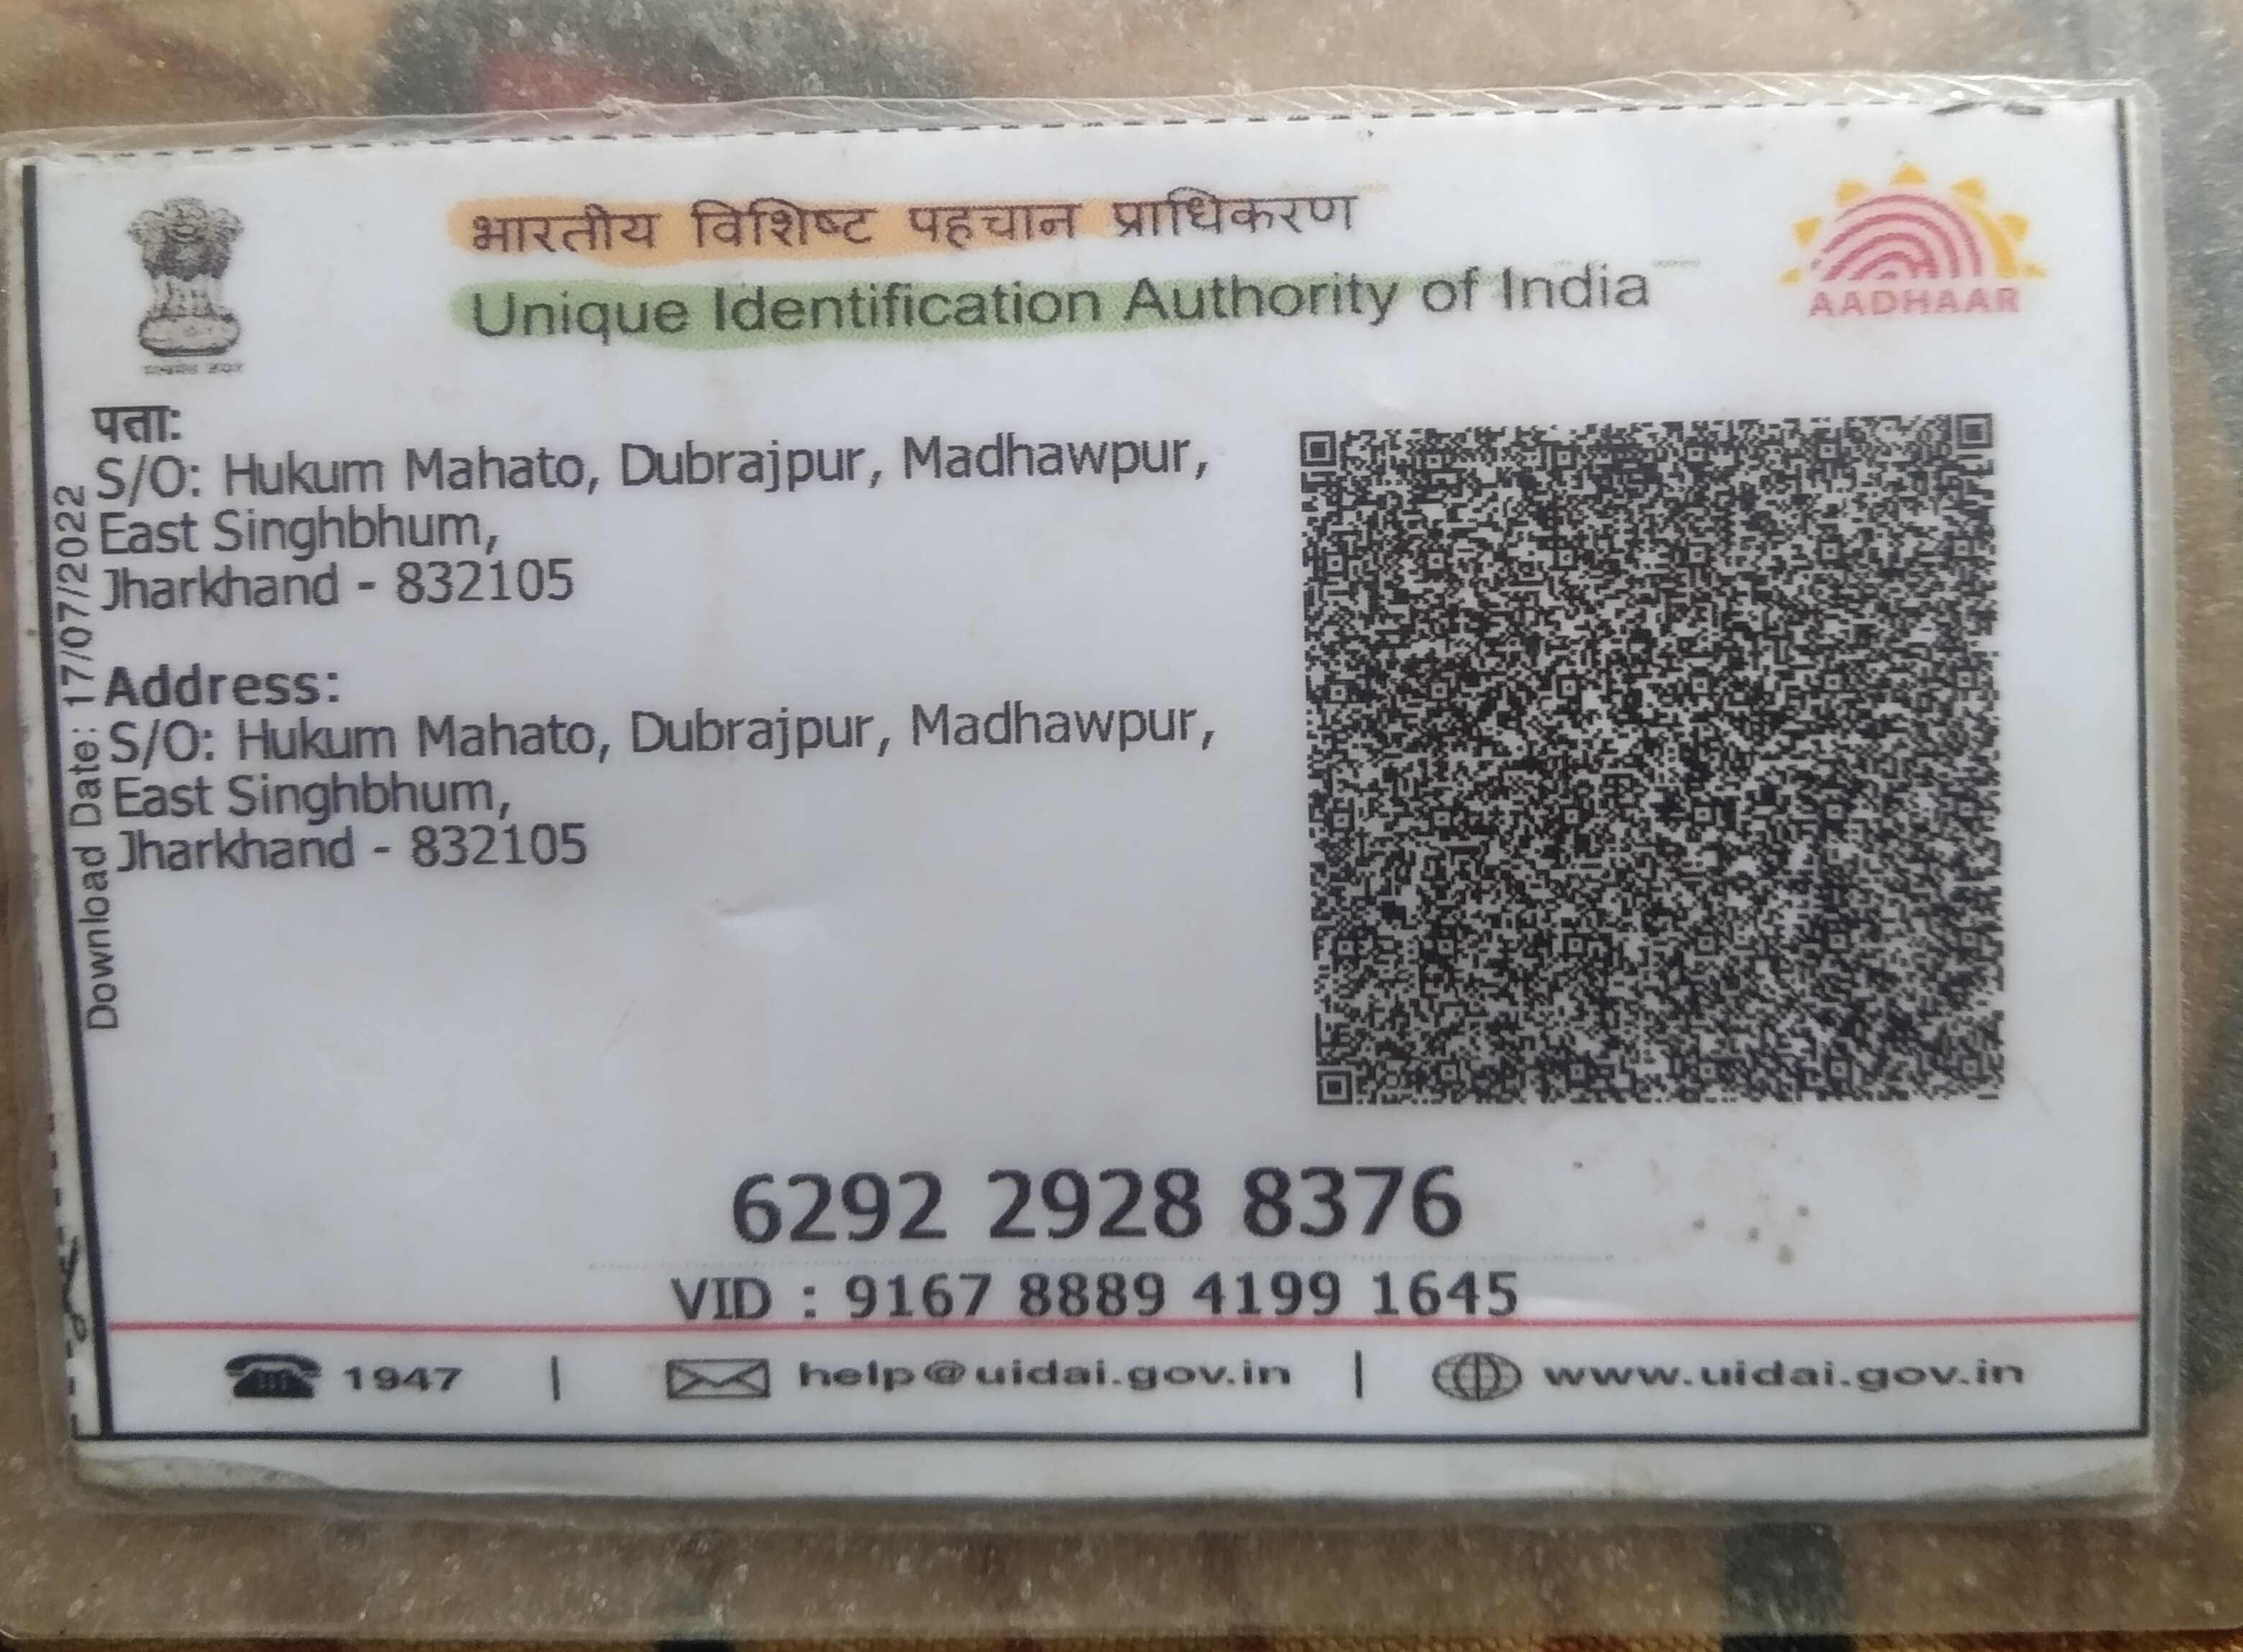 भारतीय विशिष्ट पहचान प्राधिकरण
Unique Identification Authority of India
AADHAAR
पता:
S/O: Hukum Mahato, Dubrajpur, Madhawpur,
East Singhbhum,
Jharkhand - 832105
Address:
S/O: Hukum Mahato, Dubrajpur, Madhawpur,
East Singhbhum,
Jharkhand - 832105
Download Date: 17/07/2022
6292 2928 8376
VID : 9167 8889 4199 1645
1947 | help@uidai.gov.in | www.uidai.gov.in